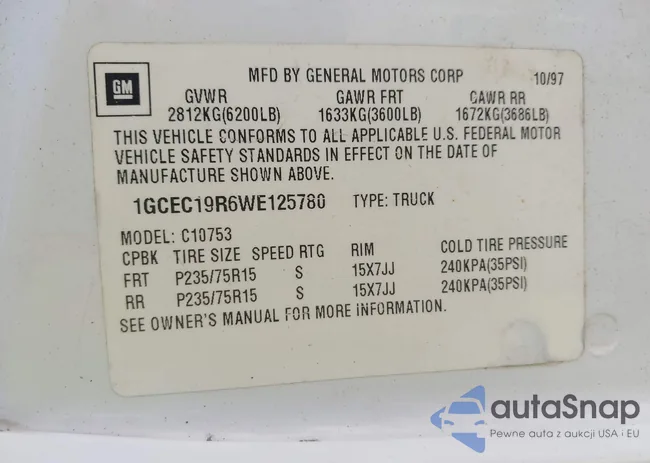 GM
MFD BY GENERAL MOTORS CORP 10/97
GVWR GAWR FRT GAWR RR
2812KG(6200LB) 1633KG(3600LB) 1672KG(3686LB)
THIS VEHICLE CONFORMS TO ALL APPLICABLE U.S. FEDERAL MOTOR
VEHICLE SAFETY STANDARDS IN EFFECT ON THE DATE OF
MANUFACTURE SHOWN ABOVE.
1GCEC19R6WE125780 TYPE: TRUCK
MODEL: C10753
CPBK TIRE SIZE SPEED RTG RIM COLD TIRE PRESSURE
FRT P235/75R15 S 15X7JJ 240KPA(35PSI)
RR P235/75R15 S 15X7JJ 240KPA(35PSI)
SEE OWNER'S MANUAL FOR MORE INFORMATION.
autaSnap
Pewne auta z aukcji USA i EU